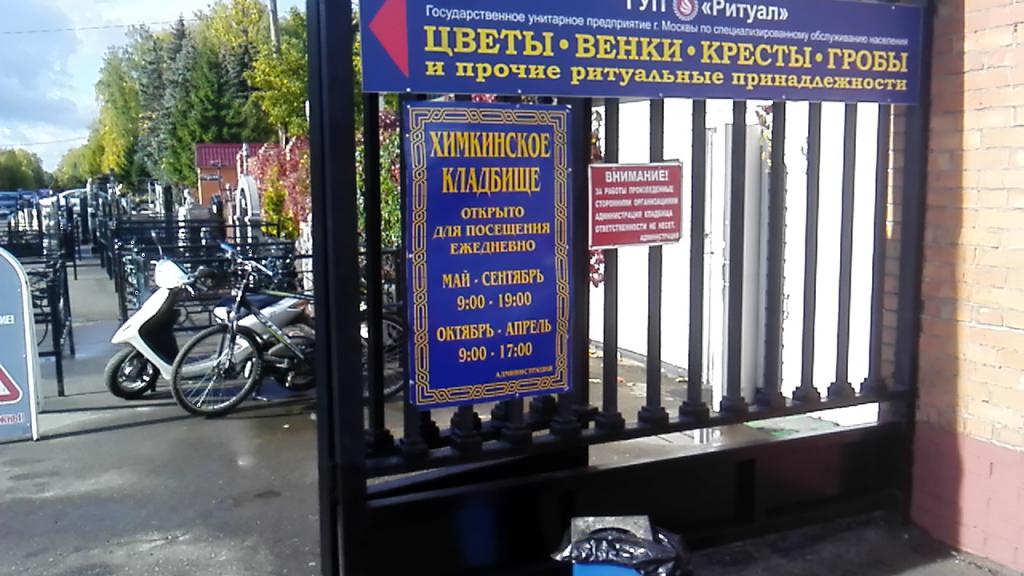 ГУП «Ритуал»
Государственное унитарное предприятие г. Москвы по специализированному обслуживанию населения
ЦВЕТЫ • ВЕНКИ • КРЕСТЫ • ГРОБЫ
и прочие ритуальные принадлежности
ХИМКИНСКОЕ
КЛАДБИЩЕ
ОТКРЫТО
ДЛЯ ПОСЕЩЕНИЯ
ЕЖЕДНЕВНО
МАЙ - СЕНТЯБРЬ
9:00 - 19:00
ОКТЯБРЬ - АПРЕЛЬ
9:00 - 17:00
АДМИНИСТРАЦИЯ
ВНИМАНИЕ!
ЗА РАБОТЫ ПРОИЗВЕДЕННЫЕ
СТОРОННИМИ ОРГАНИЗАЦИЯМИ
АДМИНИСТРАЦИЯ КЛАДБИЩА
ОТВЕТСТВЕННОСТИ НЕ НЕСЕТ.
АДМИНИСТРАЦИЯ